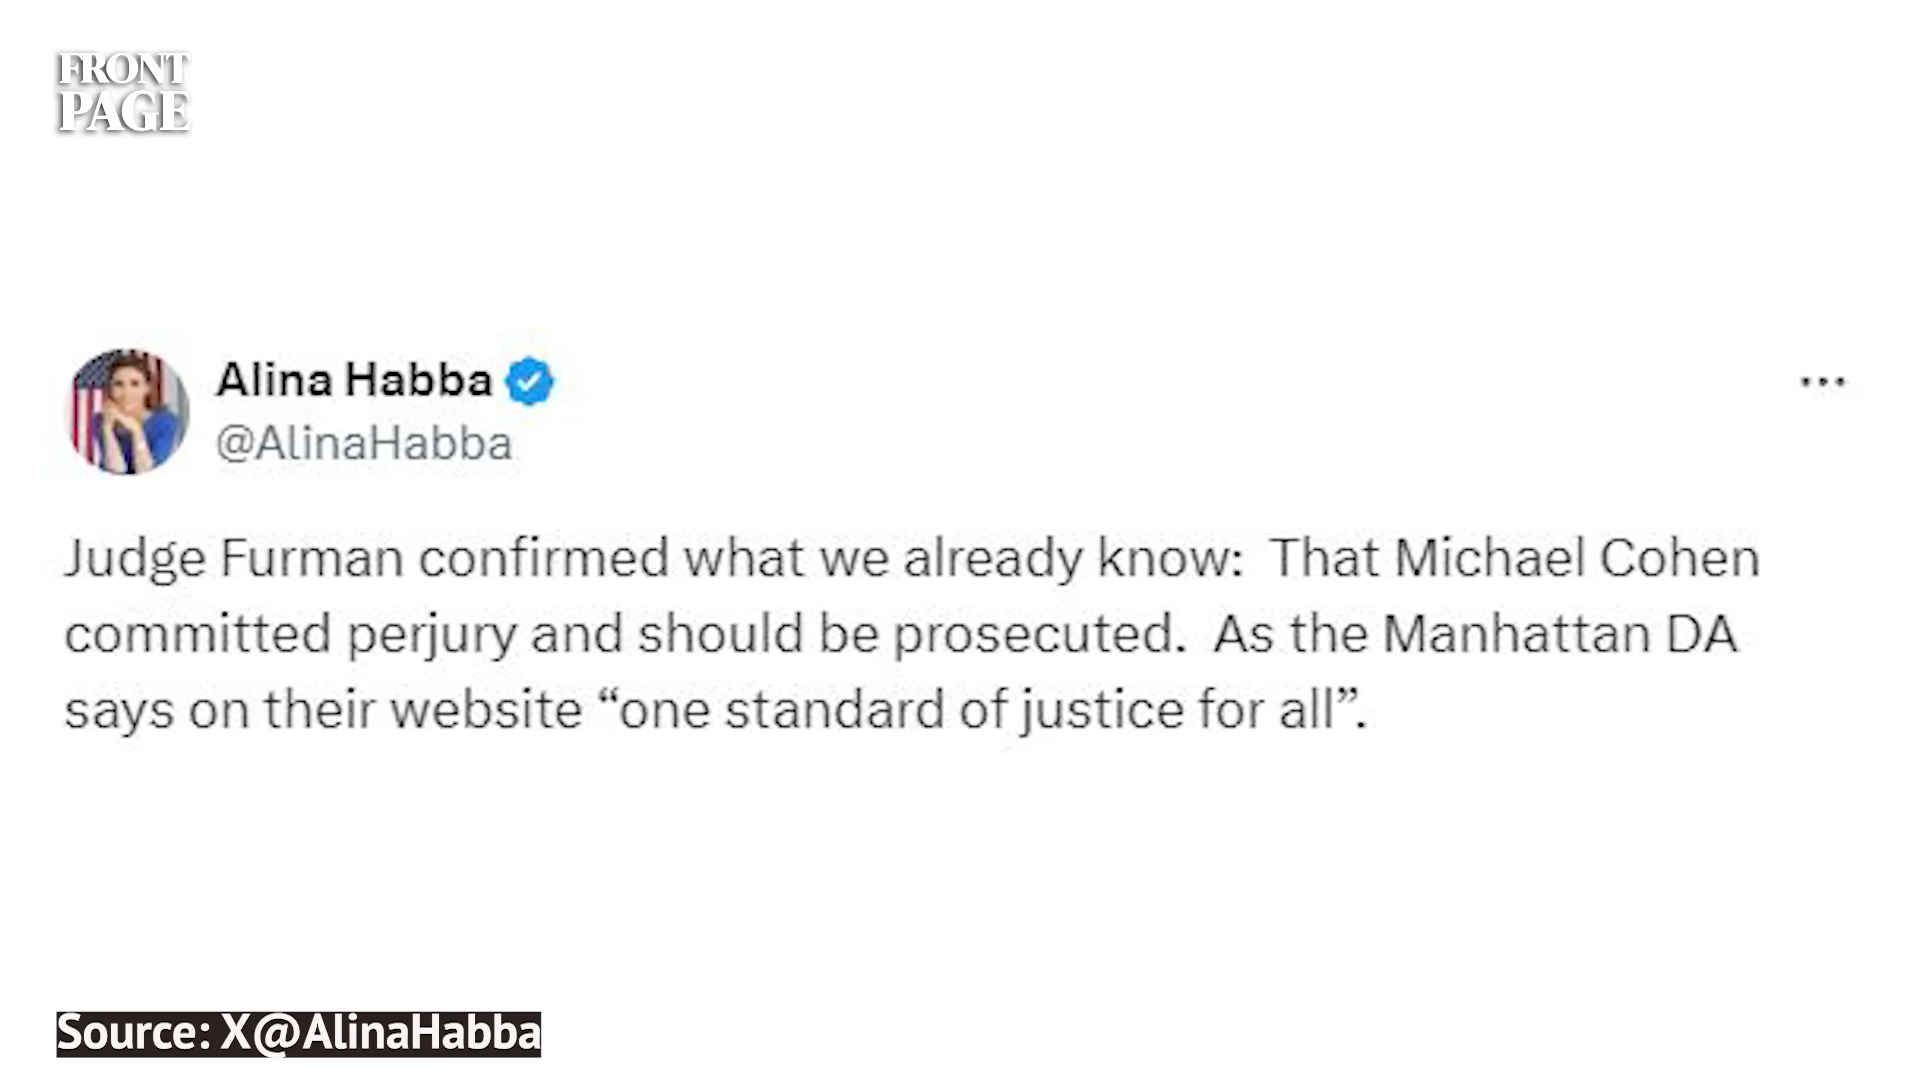 FRONT
PAGE
Alina Habba
@AlinaHabba
Judge Furman confirmed what we already know:  That Michael Cohen
committed perjury and should be prosecuted.  As the Manhattan DA
says on their website “one standard of justice for all”.
Source: X@AlinaHabba